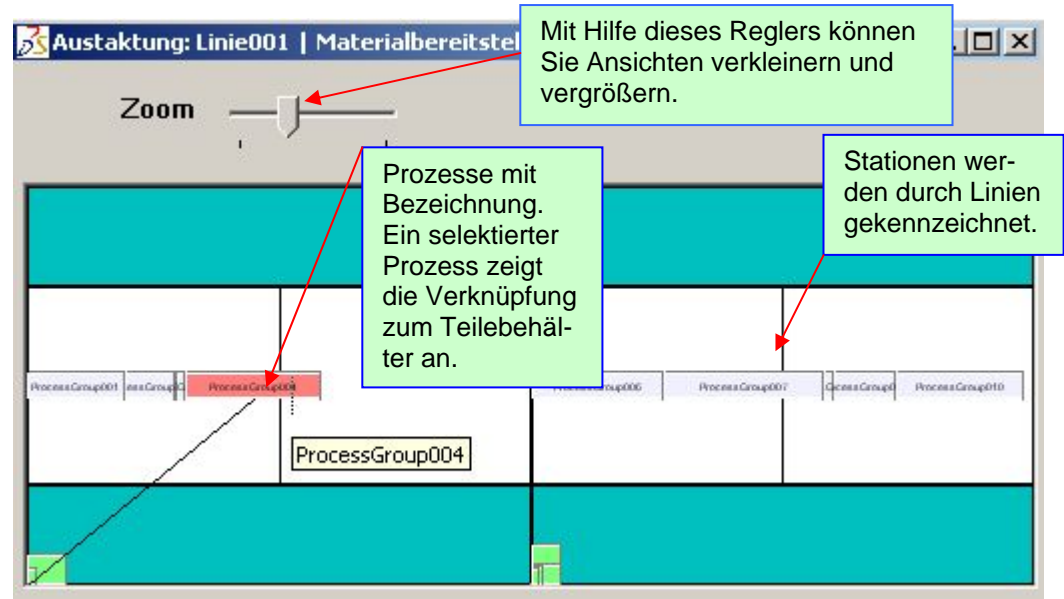 Austaktung: Linie001 | Materialbereitstel
Mit Hilfe dieses Reglers können
Sie Ansichten verkleinern und
vergrößern.
Zoom
Prozesse mit
Bezeichnung.
Ein selektierter
Prozess zeigt
die Verknüpfung
zum Teilebehäl-
ter an.
Stationen wer-
den durch Linien
gekennzeichnet.
ProcessGroup001
ProcessGroup007
ProcessGroup010
ProcessGroup004